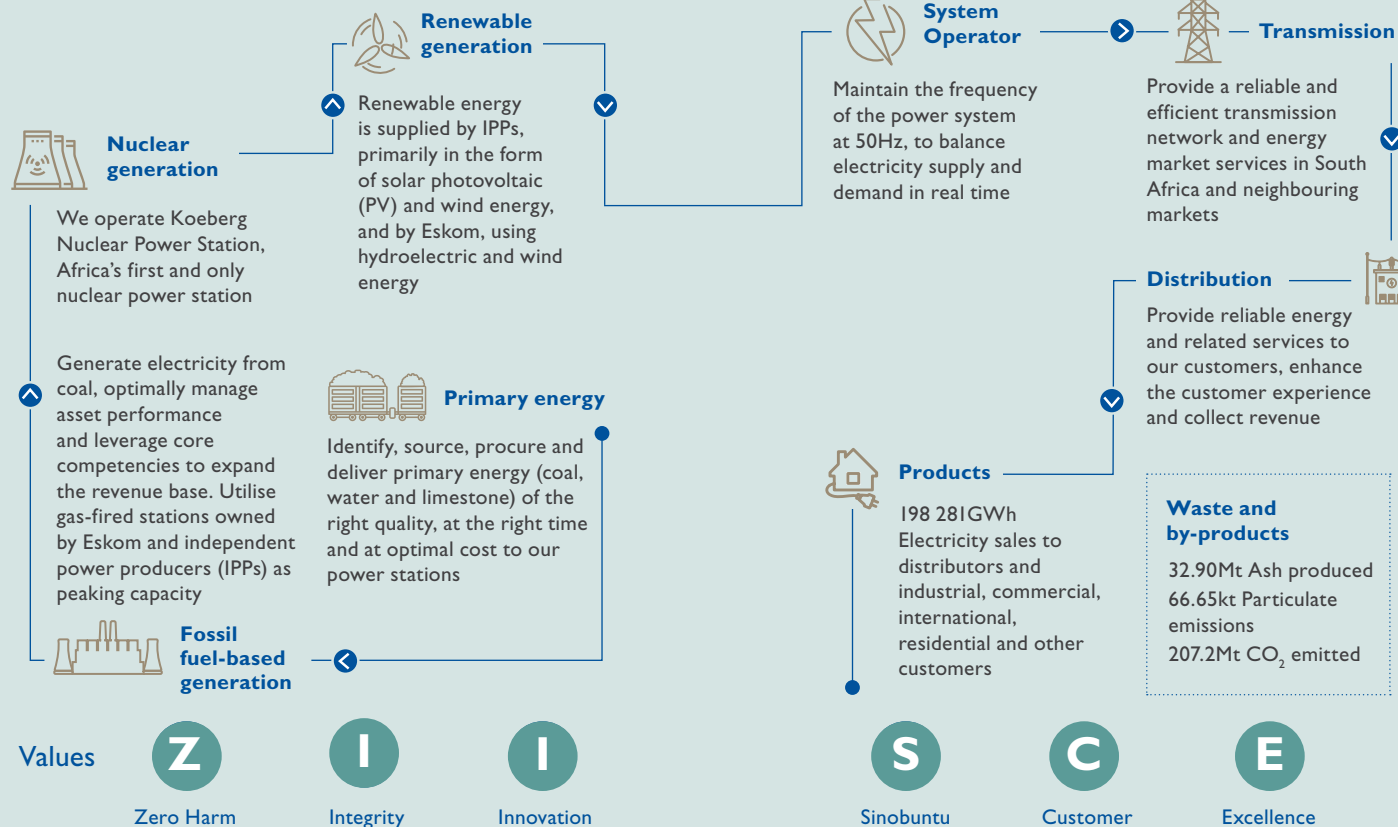 Renewable
generation
Renewable energy
is supplied by IPPs,
primarily in the form
of solar photovoltaic
(PV) and wind energy,
and by Eskom, using
hydroelectric and wind
energy
Nuclear
generation
We operate Koeberg
Nuclear Power Station,
Africa's first and only
nuclear power station
Generate electricity from
coal, optimally manage
asset performance
and leverage core
competencies to expand
the revenue base. Utilise
gas-fired stations owned
by Eskom and independent
power producers (IPPs) as
peaking capacity
Fossil
fuel-based
generation
Primary energy
Identify, source, procure and
deliver primary energy (coal,
water and limestone) of the
right quality, at the right time
and at optimal cost to our
power stations
System
Operator
Maintain the frequency
of the power system
at 50Hz, to balance
electricity supply and
demand in real time
Transmission
Provide a reliable and
efficient transmission
network and energy
market services in South
Africa and neighbouring
markets
Distribution
Provide reliable energy
and related services to
our customers, enhance
the customer experience
and collect revenue
Products
198 281GWh
Electricity sales to
distributors and
industrial, commercial,
international,
residential and other
customers
Waste and
by-products
32.90Mt Ash produced
66.65kt Particulate
emissions
207.2Mt CO₂ emitted
Values
Z
Zero Harm
I
Integrity
I
Innovation
S
Sinobuntu
C
Customer
E
Excellence